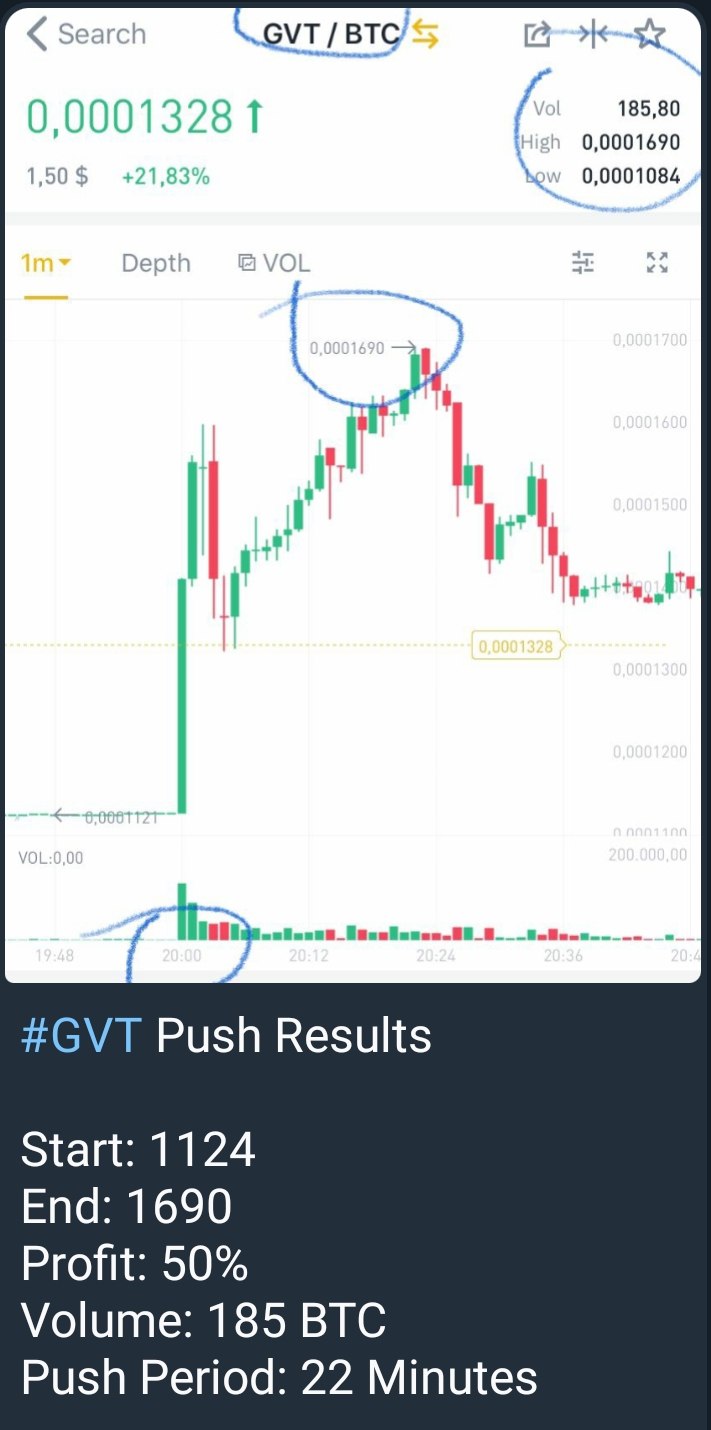 Search
GVT / BTC
0,0001328
Vol 185,80
High 0,0001690
Low 0,0001084
1,50 $ +21,83%
1m Depth VOL
0,0001690
0,0001700
0,0001600
0,0001500
0,0001400
0,0001328
0,0001300
0,0001200
0,0001121
0,0001100
VOL:0,00
200.000,00
19:48 20:00 20:12 20:24 20:36 20:4
#GVT Push Results
Start: 1124
End: 1690
Profit: 50%
Volume: 185 BTC
Push Period: 22 Minutes